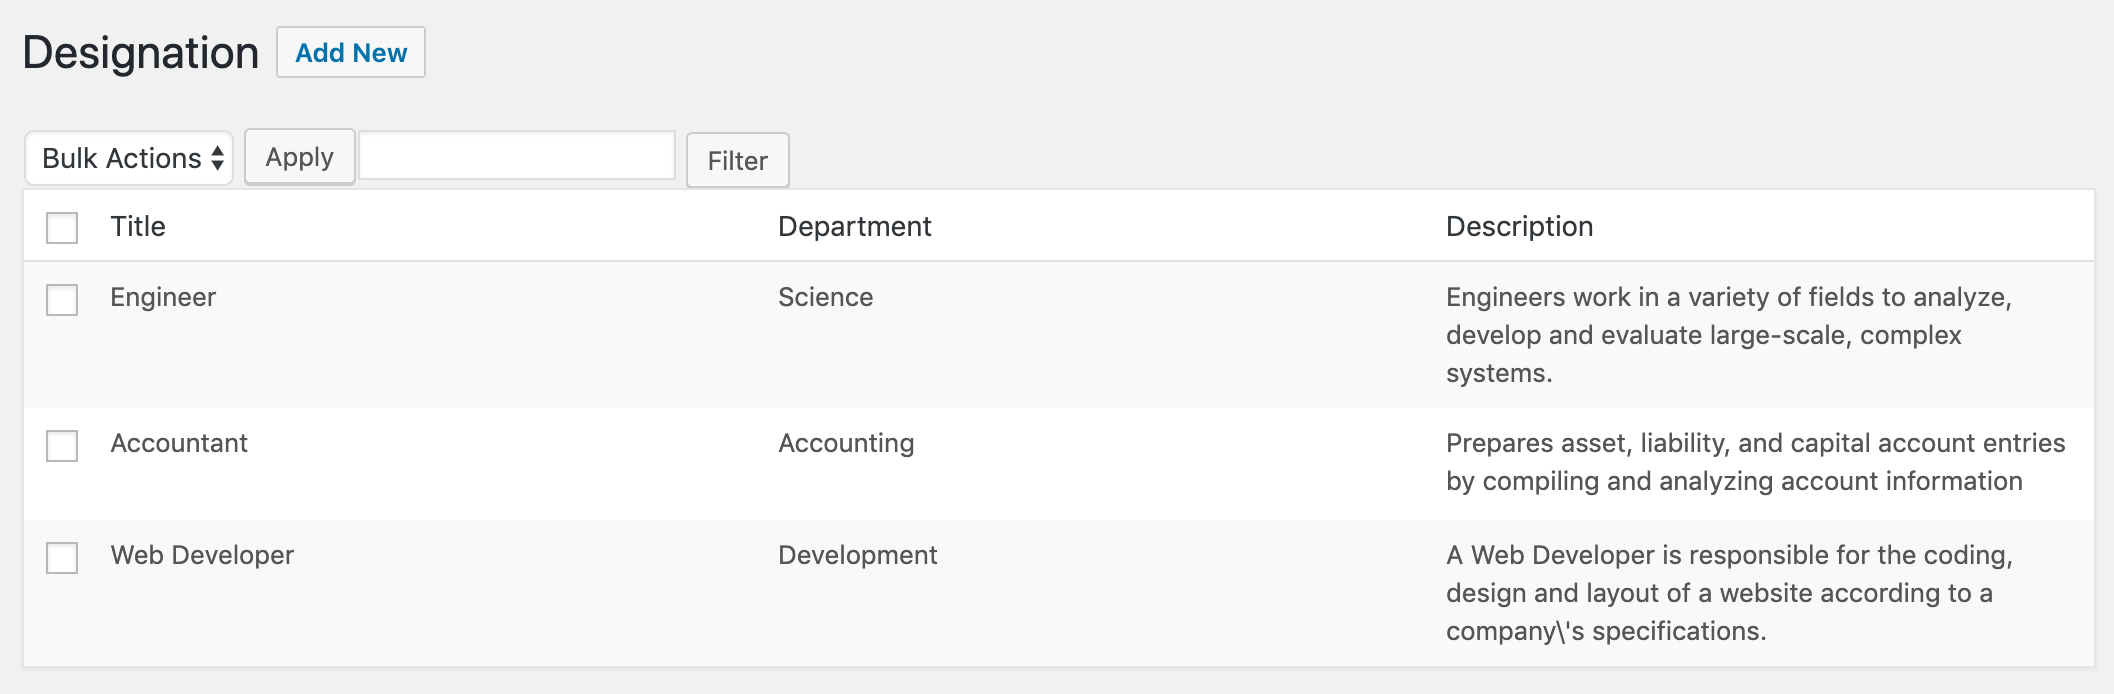 Designation Add New
Bulk Actions Apply Filter
Title Department Description
Engineer Science Engineers work in a variety of fields to analyze,
develop and evaluate large-scale, complex
systems.
Accountant Accounting Prepares asset, liability, and capital account entries
by compiling and analyzing account information
Web Developer Development A Web Developer is responsible for the coding,
design and layout of a website according to a
company\'s specifications.